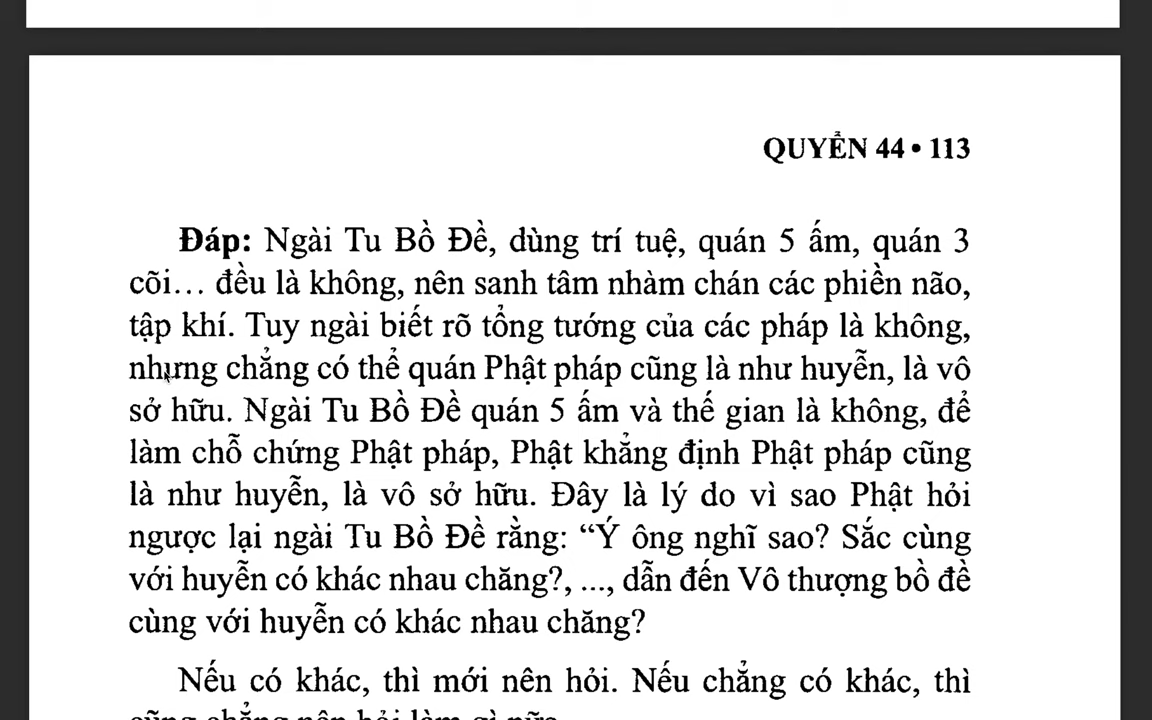 QUYỂN 44 • 113
Đáp: Ngài Tu Bồ Đề, dùng trí tuệ, quán 5 ấm, quán 3
cõi… đều là không, nên sanh tâm nhàm chán các phiền não,
tập khí. Tuy ngài biết rõ tổng tướng của các pháp là không,
nhưng chẳng có thể quán Phật pháp cũng là như huyễn, là vô
sở hữu. Ngài Tu Bồ Đề quán 5 ấm và thế gian là không, để
làm chỗ chứng Phật pháp, Phật khẳng định Phật pháp cũng
là như huyễn, là vô sở hữu. Đây là lý do vì sao Phật hỏi
ngược lại ngài Tu Bồ Đề rằng: “Ý ông nghĩ sao? Sắc cùng
với huyễn có khác nhau chăng?, ..., dẫn đến Vô thượng bồ đề
cùng với huyễn có khác nhau chăng?
Nếu có khác, thì mới nên hỏi. Nếu chẳng có khác, thì
cũng chẳng nên hỏi làm gì nữa